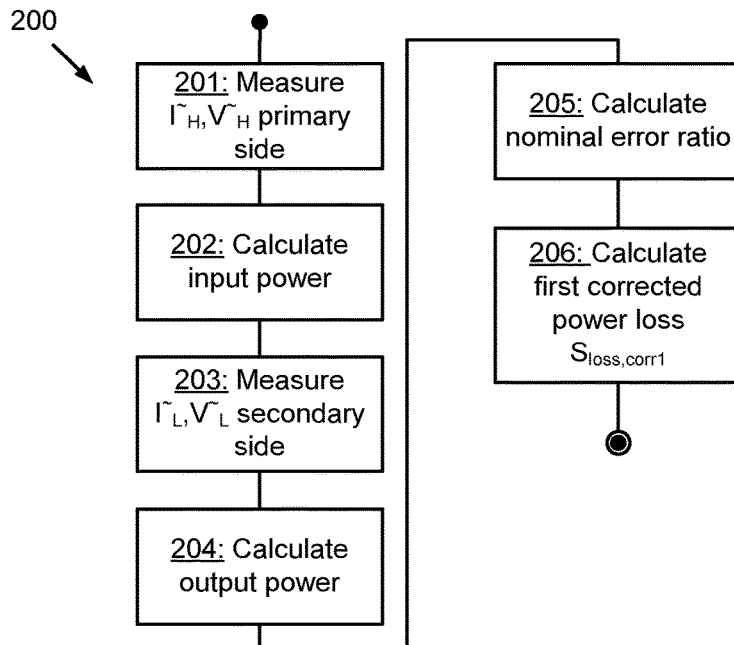 200
201: Measure
I~H,V~H primary
side
202: Calculate
input power
203: Measure
I~L,V~L secondary
side
204: Calculate
output power
205: Calculate
nominal error ratio
206: Calculate
first corrected
power loss
Sloss,corr1